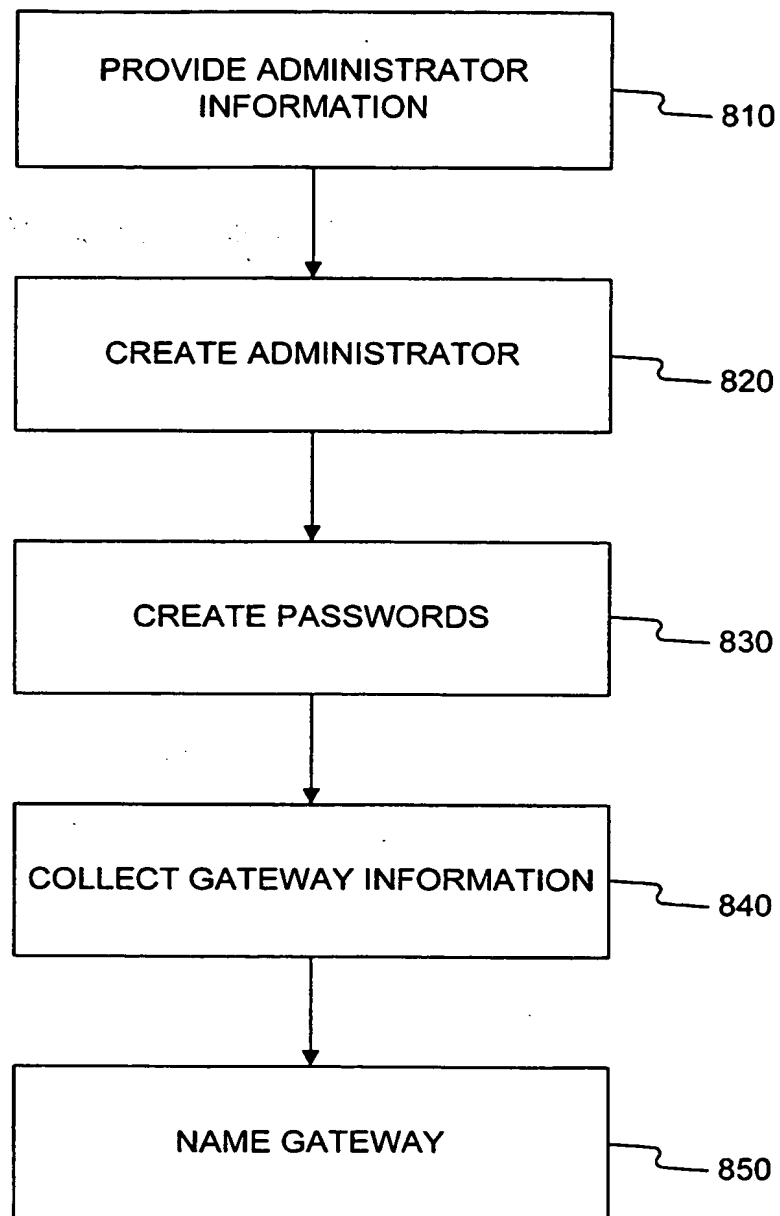 PROVIDE ADMINISTRATOR
INFORMATION
810
CREATE ADMINISTRATOR
820
CREATE PASSWORDS
830
COLLECT GATEWAY INFORMATION
840
NAME GATEWAY
850